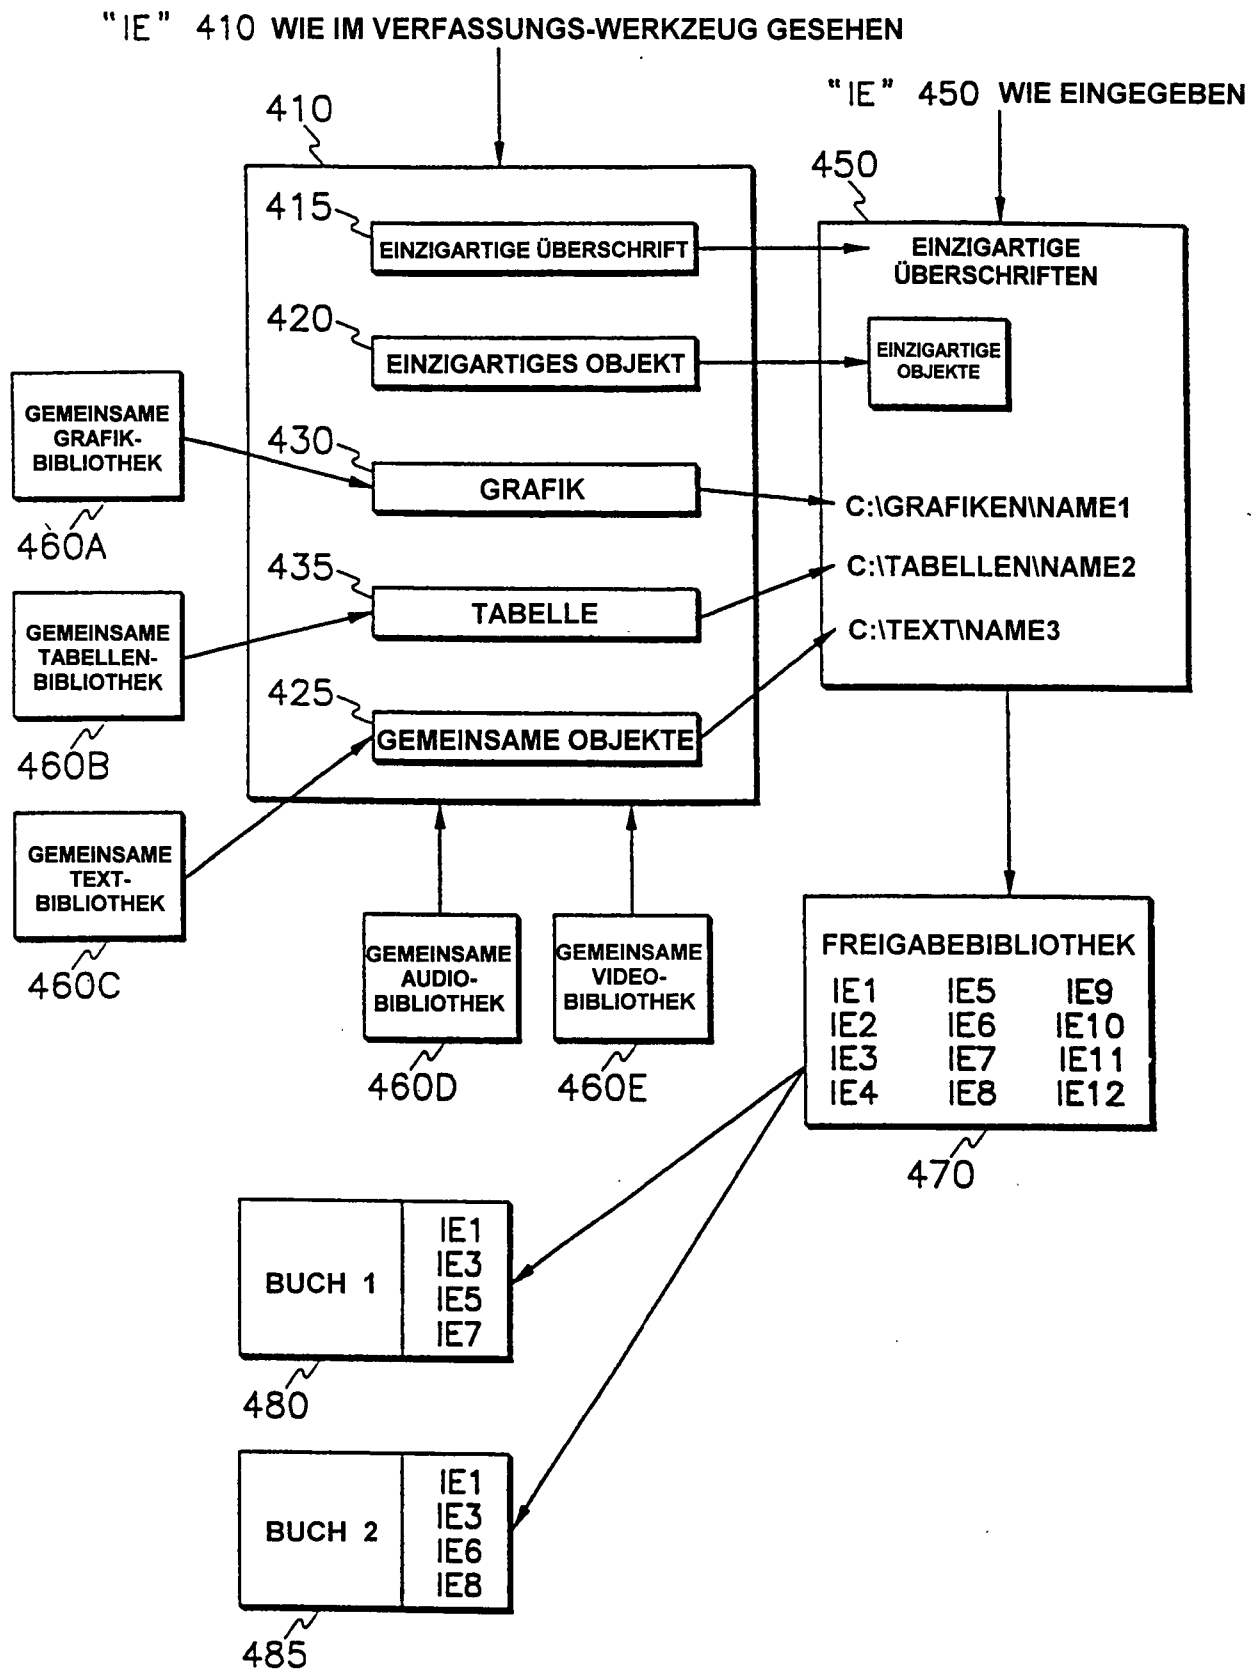 "IE" 410 WIE IM VERFASSUNGS-WERKZEUG GESEHEN
"IE" 450 WIE EINGEGEBEN
410
415
EINZIGARTIGE ÜBERSCHRIFT
420
EINZIGARTIGES OBJEKT
430
GRAFIK
435
TABELLE
425
GEMEINSAME OBJEKTE
450
EINZIGARTIGE
ÜBERSCHRIFTEN
EINZIGARTIGE
OBJEKTE
C:\GRAFIKEN\NAME1
C:\TABELLEN\NAME2
C:\TEXT\NAME3
GEMEINSAME
GRAFIK-
BIBLIOTHEK
460A
GEMEINSAME
TABELLEN-
BIBLIOTHEK
460B
GEMEINSAME
TEXT-
BIBLIOTHEK
460C
GEMEINSAME
AUDIO-
BIBLIOTHEK
460D
GEMEINSAME
VIDEO-
BIBLIOTHEK
460E
FREIGABEBIBLIOTHEK
IE1 IE5 IE9
IE2 IE6 IE10
IE3 IE7 IE11
IE4 IE8 IE12
470
BUCH 1
IE1
IE3
IE5
IE7
480
BUCH 2
IE1
IE3
IE6
IE8
485